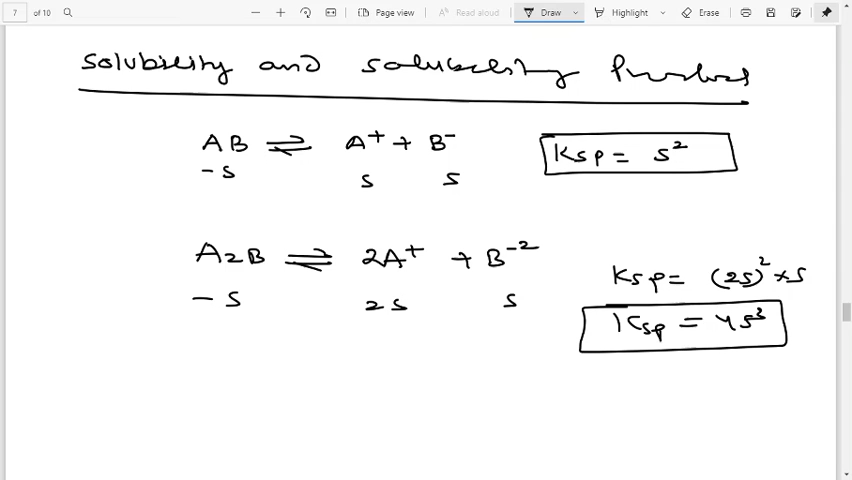 7 of 10 Page view Read aloud Draw Highlight Erase
Solubility and solubility Product
AB ⇌ A⁺ + B⁻ Ksp = s²
-s s s
A₂B ⇌ 2A⁺ + B⁻²
Ksp = (2s)² × s
-s 2s s
Ksp = 4s³